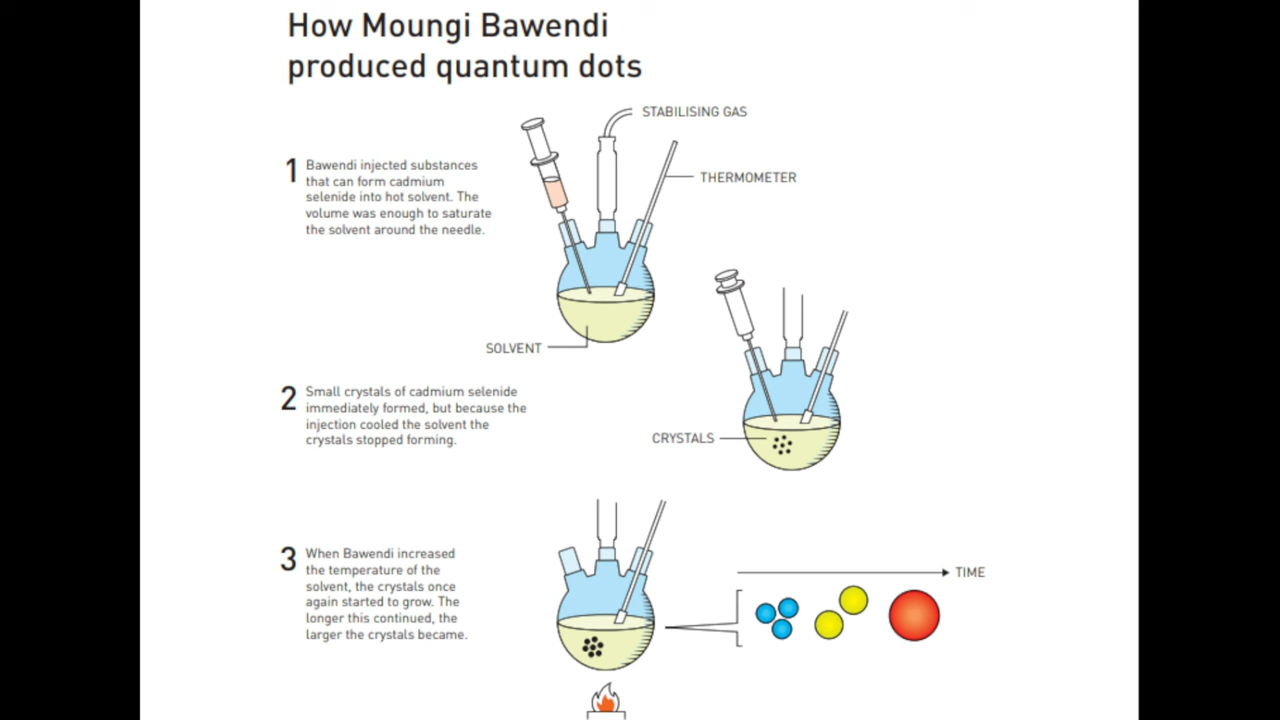 How Moungi Bawendi
produced quantum dots
STABILISING GAS
1
Bawendi injected substances
that can form cadmium
selenide into hot solvent. The
volume was enough to saturate
the solvent around the needle.
THERMOMETER
SOLVENT
2
Small crystals of cadmium selenide
immediately formed, but because the
injection cooled the solvent the
crystals stopped forming.
CRYSTALS
3
When Bawendi increased
the temperature of the
solvent, the crystals once
again started to grow. The
longer this continued, the
larger the crystals became.
TIME